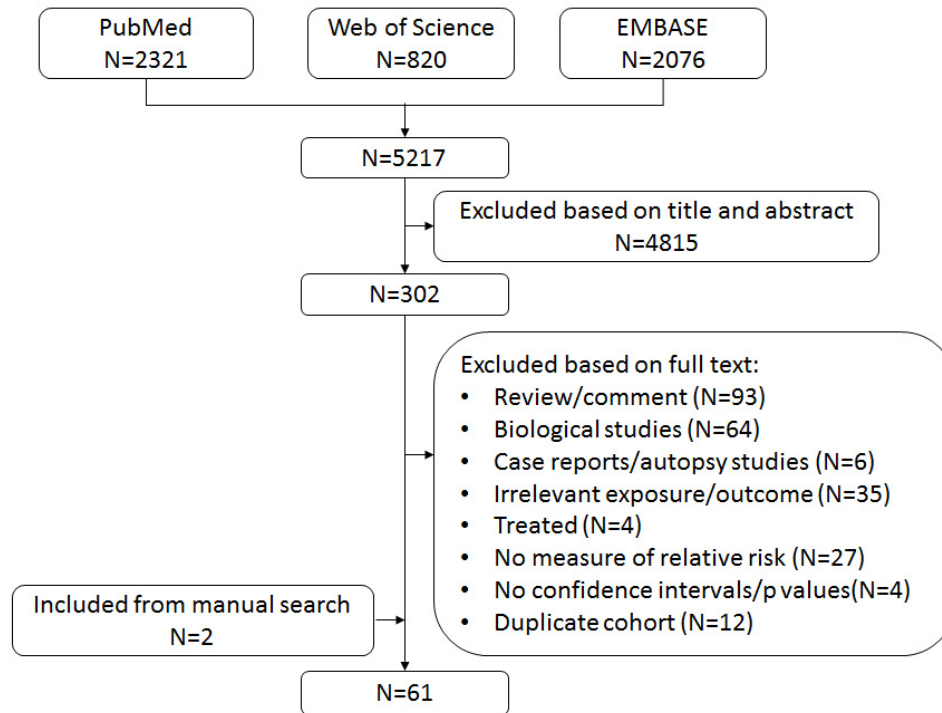 PubMed
N=2321
Web of Science
N=820
EMBASE
N=2076
N=5217
Excluded based on title and abstract
N=4815
N=302
Excluded based on full text:
• Review/comment (N=93)
• Biological studies (N=64)
• Case reports/autopsy studies (N=6)
• Irrelevant exposure/outcome (N=35)
• Treated (N=4)
• No measure of relative risk (N=27)
• No confidence intervals/p values(N=4)
• Duplicate cohort (N=12)
Included from manual search
N=2
N=61